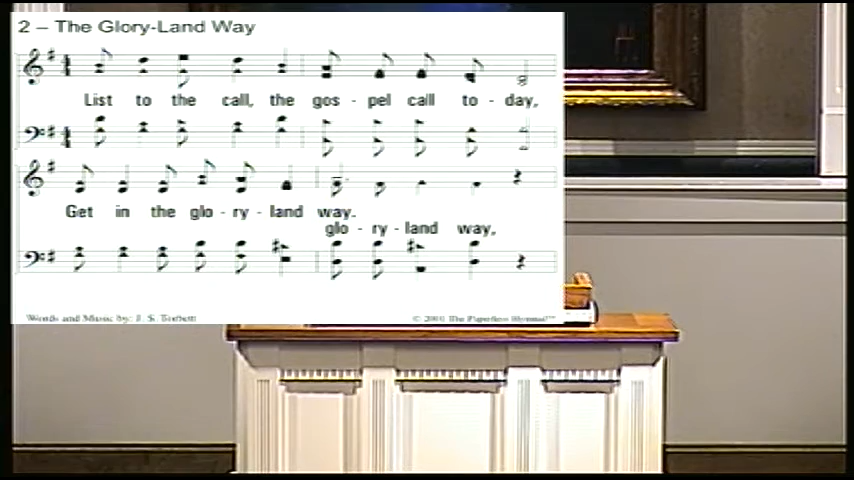 2 – The Glory-Land Way
List to the call, the gos - pel call to - day,
Get in the glo - ry - land way.
glo - ry - land way,
Words and Music by: J. S. Torbett
© 2001 The Paperless Hymnal™